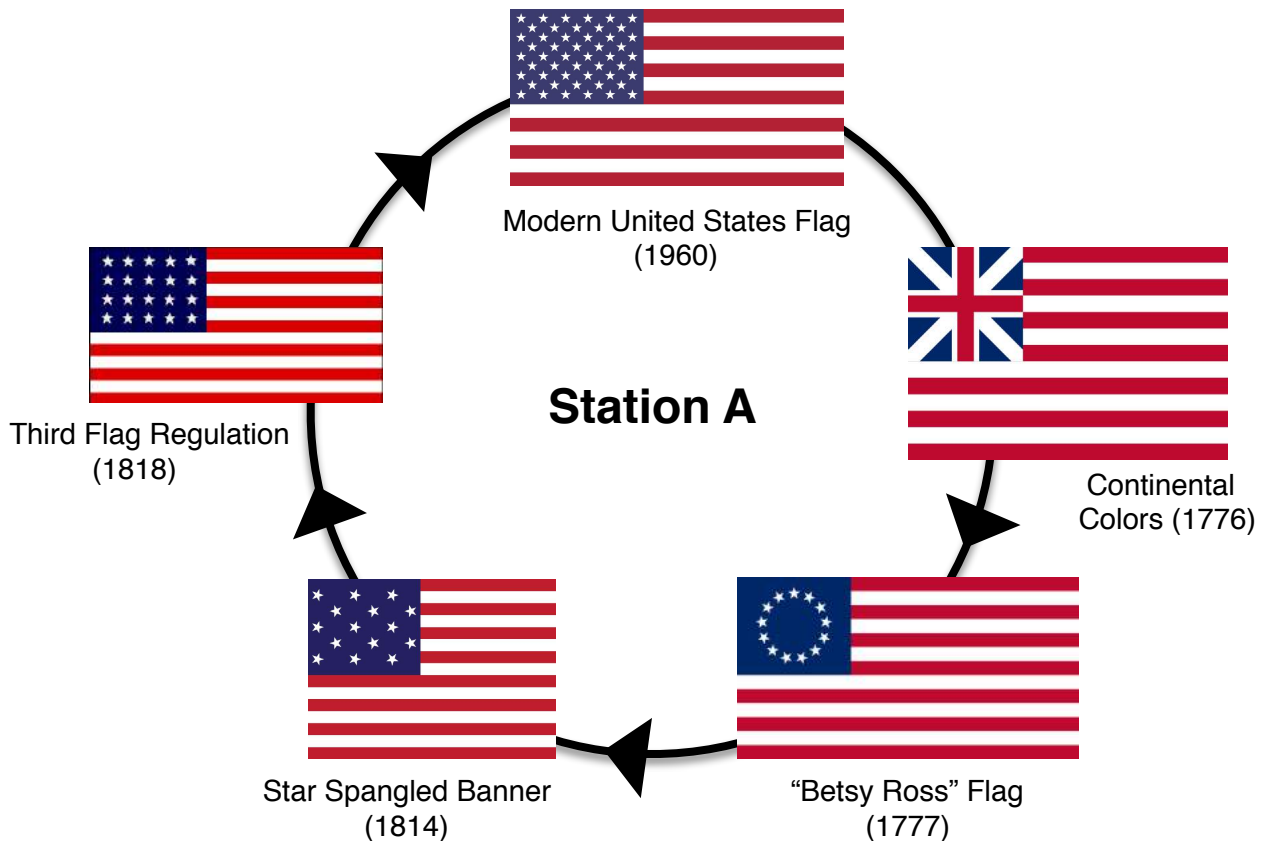 Modern United States Flag
(1960)
Station A
Third Flag Regulation
(1818)
Continental
Colors (1776)
Star Spangled Banner
(1814)
“Betsy Ross” Flag
(1777)